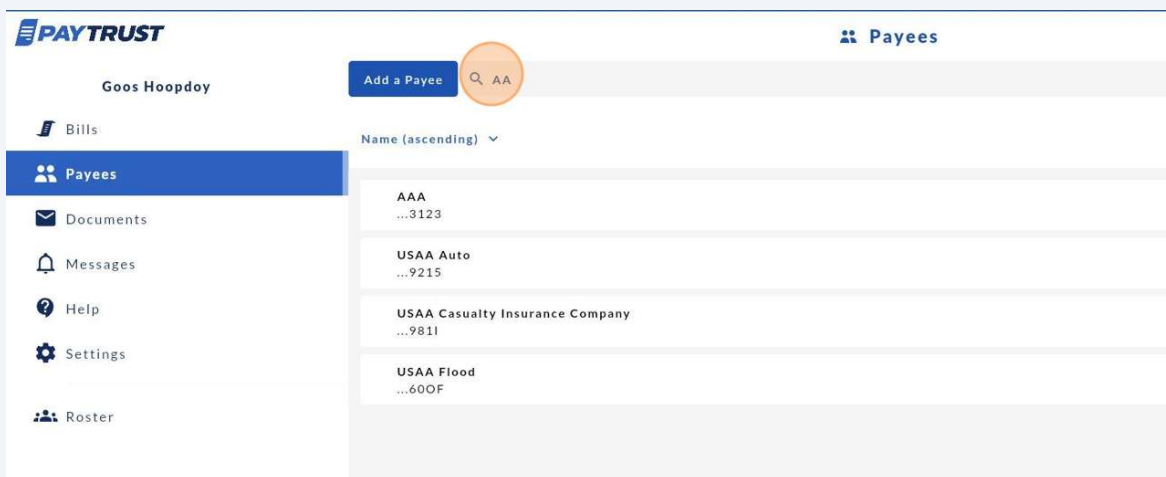 PAYTRUST
Payees
Goos Hoopdoy
Add a Payee
AA
Bills
Name (ascending)
Payees
Documents
Messages
Help
Settings
Roster
AAA
...3123
USAA Auto
...9215
USAA Casualty Insurance Company
...981I
USAA Flood
...60OF